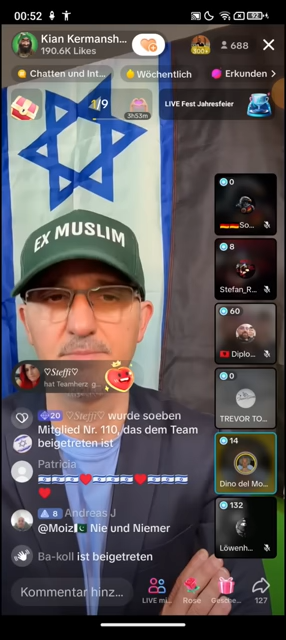 00:52
92
Kian Kermansh...
190.6K Likes
300+
688
Chatten und Int...
Wöchentlich
Erkunden
/9
3h53m
LIVE Fest Jahresfeier
EX MUSLIM
0
So...
8
Stefan_R...
60
Diplo...
0
TREVOR TO...
14
Dino del Mo...
132
Löwenh...
♡Steffi♡
hat Teamherz g...
20 ♡Steffi♡ wurde soeben
Mitglied Nr. 110, das dem Team
beigetreten ist
Patricia
🇮🇱🇮🇱🇮🇱♥️🇮🇱🇮🇱🇮🇱♥️🇮🇱🇮🇱🇮🇱
♥️
8 Andreas J
@Moiz🇵🇰 Nie und Niemer
Ba-koll ist beigetreten
Kommentar hinz...
LIVE mi...
Rose
Gesche...
127